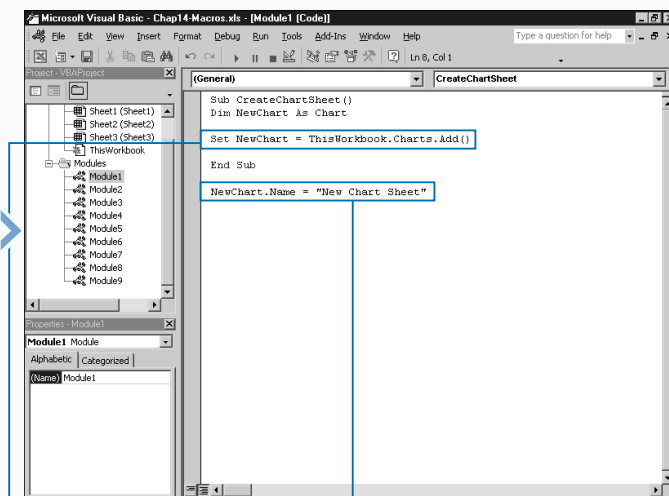 Microsoft Visual Basic - Chap14-Macros.xls - [Module1 (Code)]
File Edit View Insert Format Debug Run Tools Add-Ins Window Help Type a question for help
Ln 8, Col 1
Project - VBAProject
(General) CreateChartSheet
Sheet1 (Sheet1)
Sheet2 (Sheet2)
Sheet3 (Sheet3)
ThisWorkbook
Modules
Module1
Module2
Module3
Module4
Module5
Module6
Module7
Module8
Module9
Properties - Module1
Module1 Module
Alphabetic Categorized
(Name) Module1
Sub CreateChartSheet()
Dim NewChart As Chart
Set NewChart = ThisWorkbook.Charts.Add()
End Sub
NewChart.Name = "New Chart Sheet"